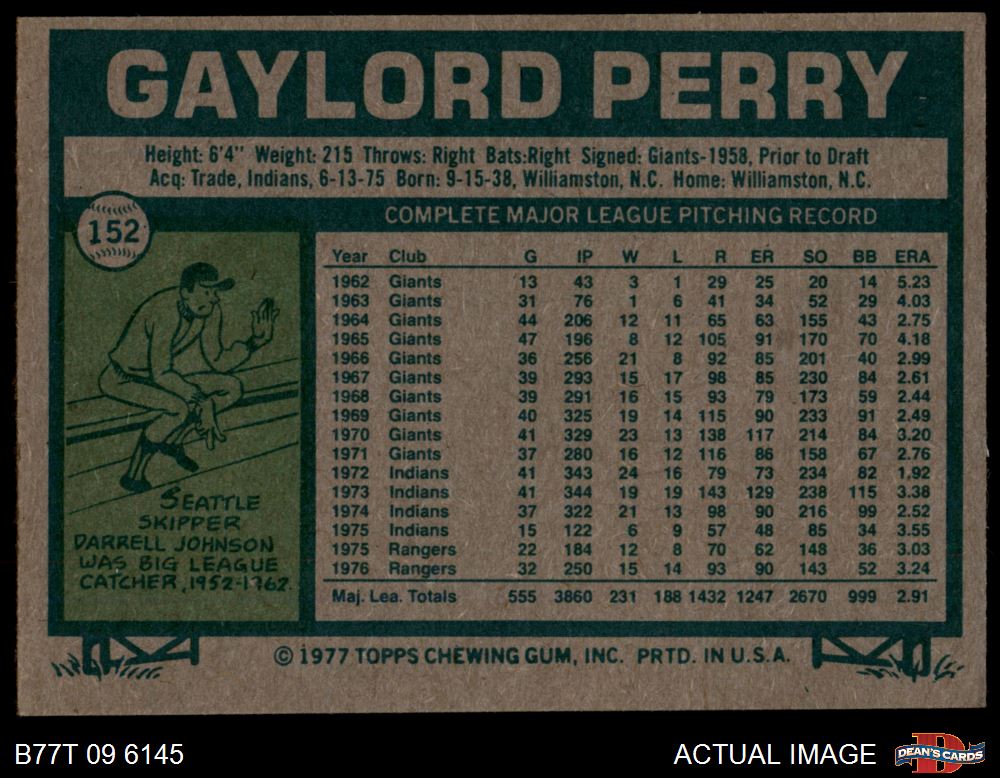 GAYLORD PERRY
Height: 6'4" Weight: 215 Throws: Right Bats:Right Signed: Giants-1958, Prior to Draft
Acq: Trade, Indians, 6-13-75 Born: 9-15-38, Williamston, N.C. Home: Williamston, N.C.
152
COMPLETE MAJOR LEAGUE PITCHING RECORD
Year Club G IP W L R ER SO BB ERA
1962 Giants 13 43 3 1 29 25 20 14 5.23
1963 Giants 31 76 1 6 41 34 52 29 4.03
1964 Giants 44 206 12 11 65 63 155 43 2.75
1965 Giants 47 196 8 12 105 91 170 70 4.18
1966 Giants 36 256 21 8 92 85 201 40 2.99
1967 Giants 39 293 15 17 98 85 230 84 2.61
1968 Giants 39 291 16 15 93 79 173 59 2.44
1969 Giants 40 325 19 14 115 90 233 91 2.49
1970 Giants 41 329 23 13 138 117 214 84 3.20
1971 Giants 37 280 16 12 116 86 158 67 2.76
1972 Indians 41 343 24 16 79 73 234 82 1.92
1973 Indians 41 344 19 19 143 129 238 115 3.38
1974 Indians 37 322 21 13 98 90 216 99 2.52
1975 Indians 15 122 6 9 57 48 85 34 3.55
1975 Rangers 22 184 12 8 70 62 148 36 3.03
1976 Rangers 32 250 15 14 93 90 143 52 3.24
Maj. Lea. Totals 555 3860 231 188 1432 1247 2670 999 2.91
SEATTLE
SKIPPER
DARRELL JOHNSON
WAS BIG LEAGUE
CATCHER, 1952-1962.
© 1977 TOPPS CHEWING GUM, INC. PRTD. IN U.S.A.
B77T 09 6145
ACTUAL IMAGE
D
DEAN'S CARDS